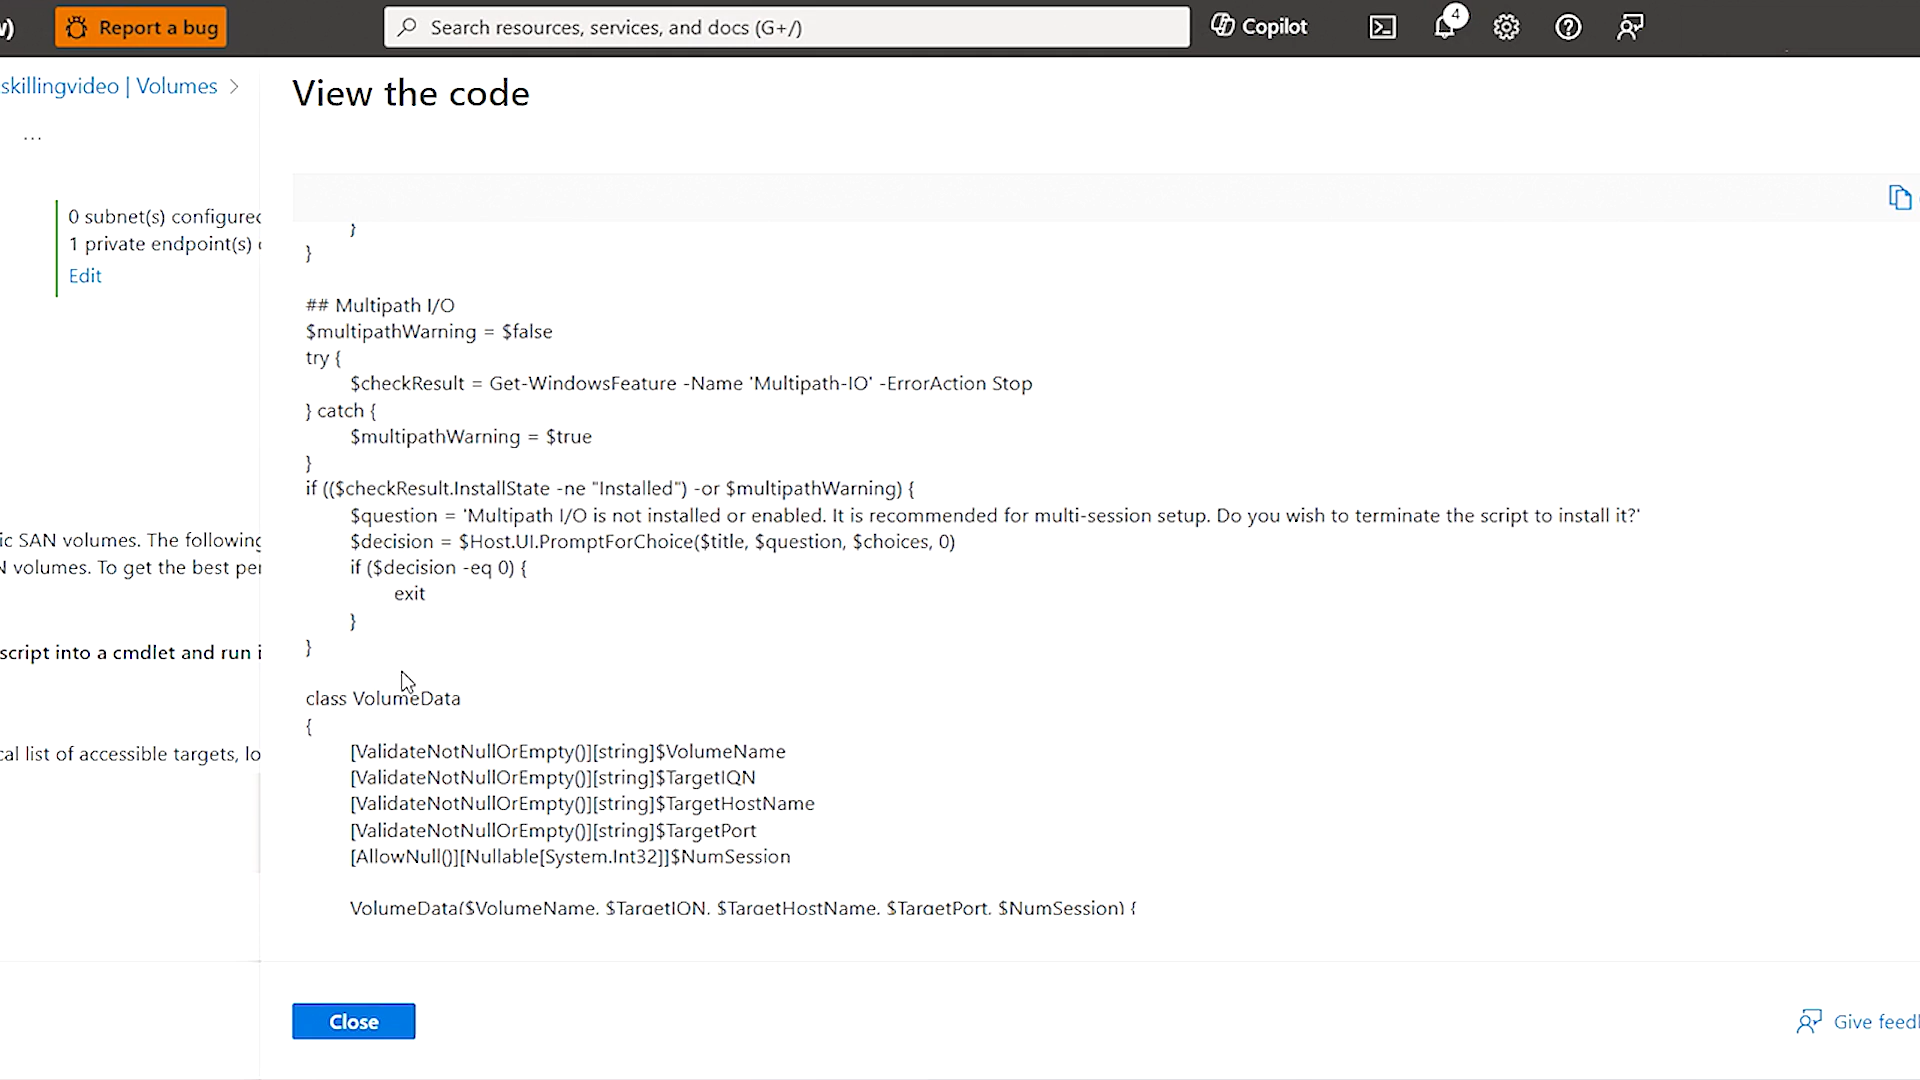 Report a bug
Search resources, services, and docs (G+/)
Copilot
4
skillingvideo | Volumes >
View the code
...
0 subnet(s) configured
1 private endpoint(s)
Edit
SAN volumes. The following
volumes. To get the best
script into a cmdlet and run
list of accessible targets,
}
}
## Multipath I/O
$multipathWarning = $false
try {
$checkResult = Get-WindowsFeature -Name 'Multipath-IO' -ErrorAction Stop
} catch {
$multipathWarning = $true
}
if (($checkResult.InstallState -ne "Installed") -or $multipathWarning) {
$question = 'Multipath I/O is not installed or enabled. It is recommended for multi-session setup. Do you wish to terminate the script to install it?'
$decision = $Host.UI.PromptForChoice($title, $question, $choices, 0)
if ($decision -eq 0) {
exit
}
}
class VolumeData
{
[ValidateNotNullOrEmpty()][string]$VolumeName
[ValidateNotNullOrEmpty()][string]$TargetIQN
[ValidateNotNullOrEmpty()][string]$TargetHostName
[ValidateNotNullOrEmpty()][string]$TargetPort
[AllowNull()][Nullable[System.Int32]]$NumSession
VolumeData($VolumeName, $TargetIQN, $TargetHostName, $TargetPort, $NumSession) {
Close
Give